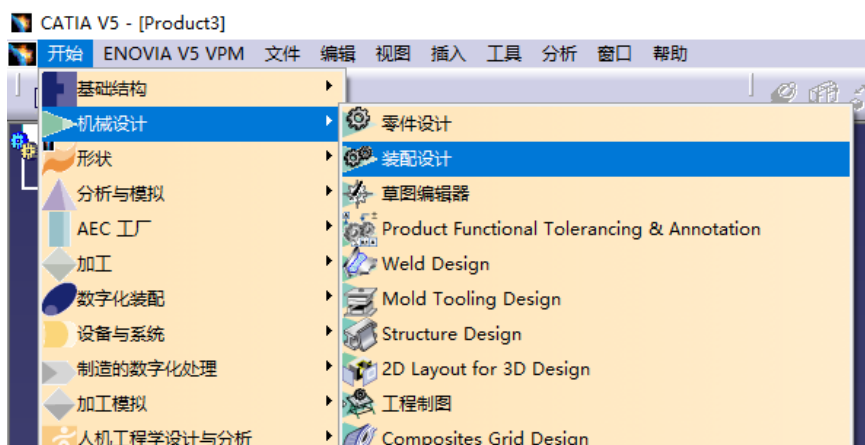 CATIA V5 - [Product3]
开始 ENOVIA V5 VPM 文件 编辑 视图 插入 工具 分析 窗口 帮助
基础结构
机械设计
形状
分析与模拟
AEC 工厂
加工
数字化装配
设备与系统
制造的数字化处理
加工模拟
人机工程学设计与分析
零件设计
装配设计
草图编辑器
Product Functional Tolerancing & Annotation
Weld Design
Mold Tooling Design
Structure Design
2D Layout for 3D Design
工程制图
Composites Grid Design